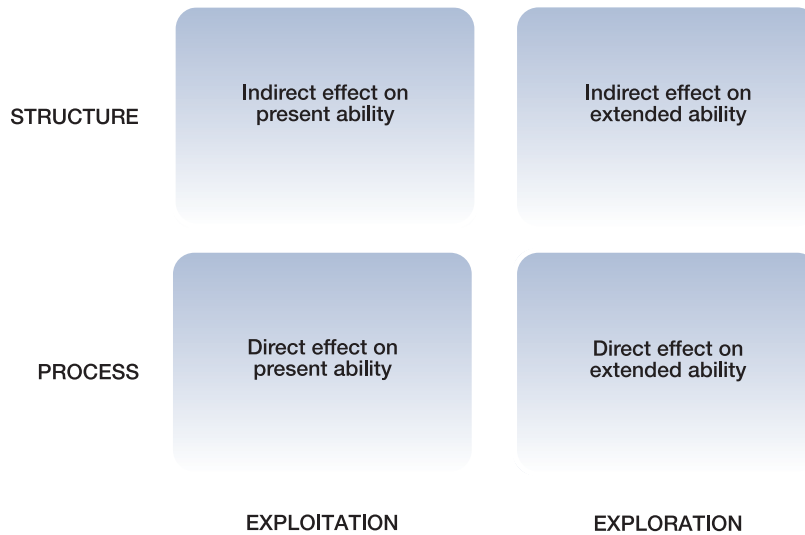 STRUCTURE
Indirect effect on
present ability
Indirect effect on
extended ability
PROCESS
Direct effect on
present ability
Direct effect on
extended ability
EXPLOITATION
EXPLORATION